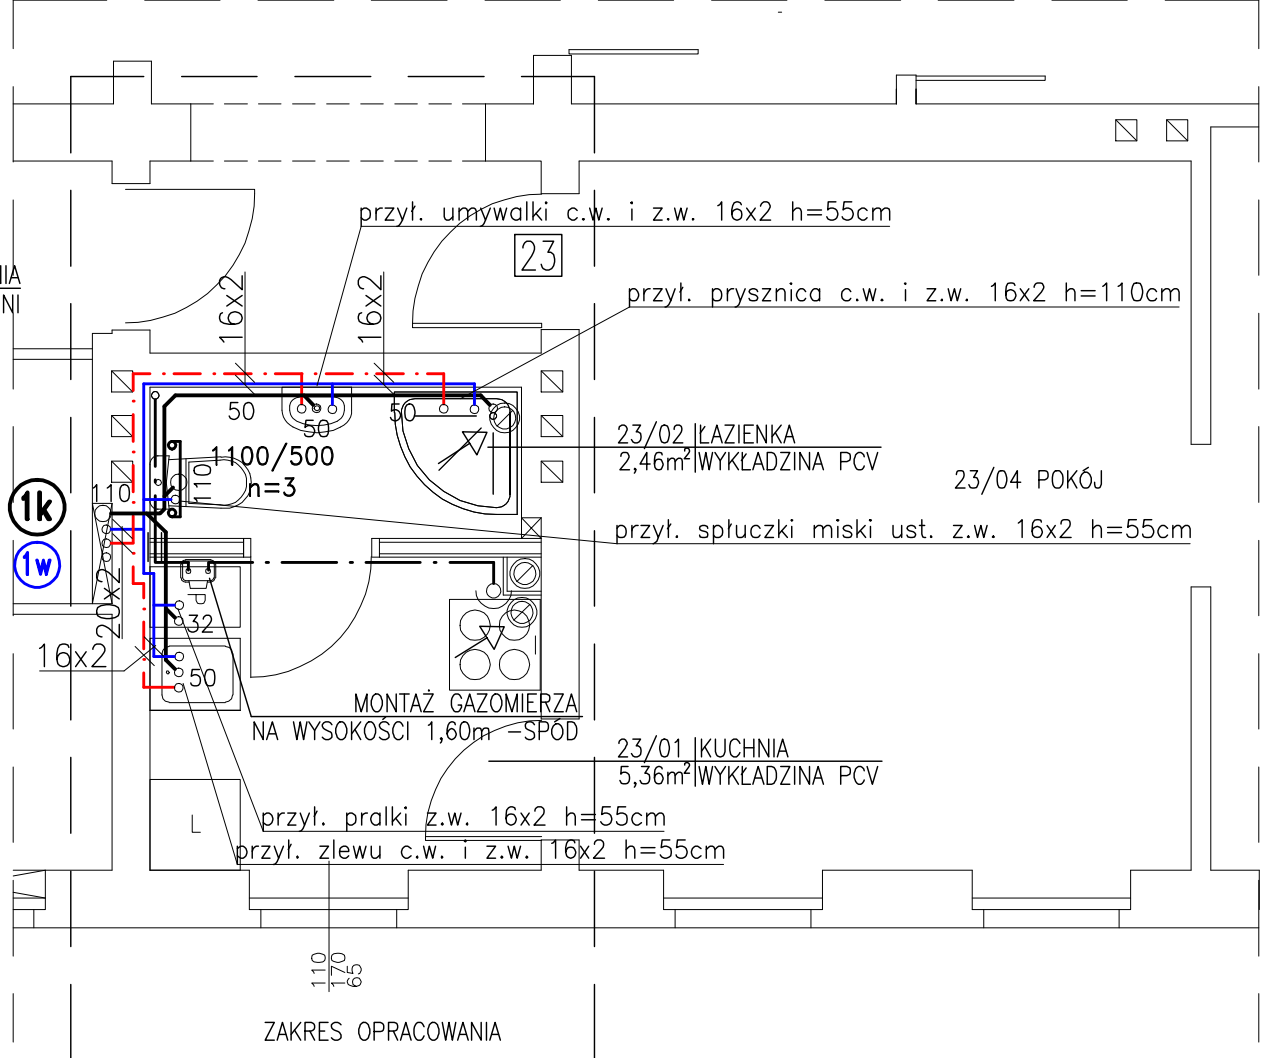 przył. umywalki c.w. i z.w. 16x2 h=55cm
23
NIA
NI
16x2
16x2
przył. prysznica c.w. i z.w. 16x2 h=110cm
50
50
50
23/02 ŁAZIENKA
2,46m² WYKŁADZINA PCV
1100/500
n=3
110
110
23/04 POKÓJ
1k
1w
przył. spłuczki miski ust. z.w. 16x2 h=55cm
20x2
P
32
16x2
50
MONTAŻ GAZOMIERZA
NA WYSOKOŚCI 1,60m -SPÓD
23/01 KUCHNIA
5,36m² WYKŁADZINA PCV
L
przył. pralki z.w. 16x2 h=55cm
przył. zlewu c.w. i z.w. 16x2 h=55cm
110
170
65
ZAKRES OPRACOWANIA